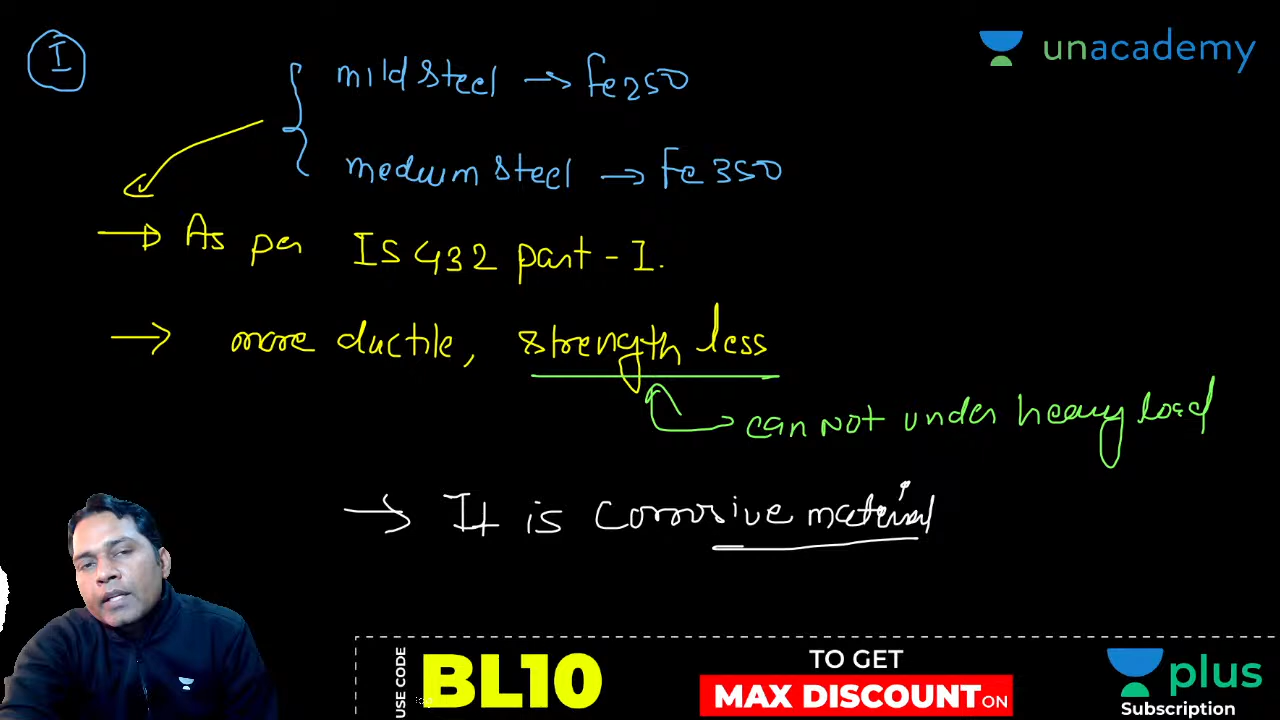 I
unacademy
mild steel → Fe250
medium steel → Fe350
→ As per IS 432 part - I.
→ more ductile, strength less
can not under heavy load
→ It is corrosive material
USE CODE
BL10
TO GET
MAX DISCOUNT ON
plus
Subscription